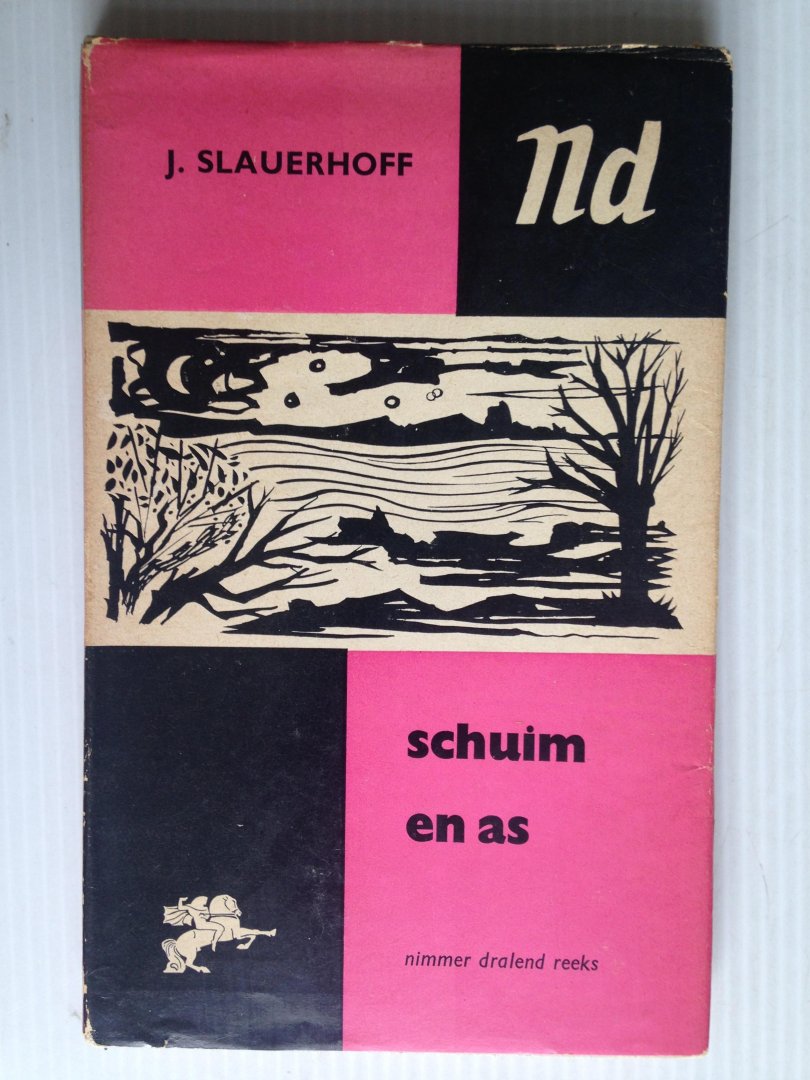 J. SLAUERHOFF
nd
schuim
en as
nimmer dralend reeks